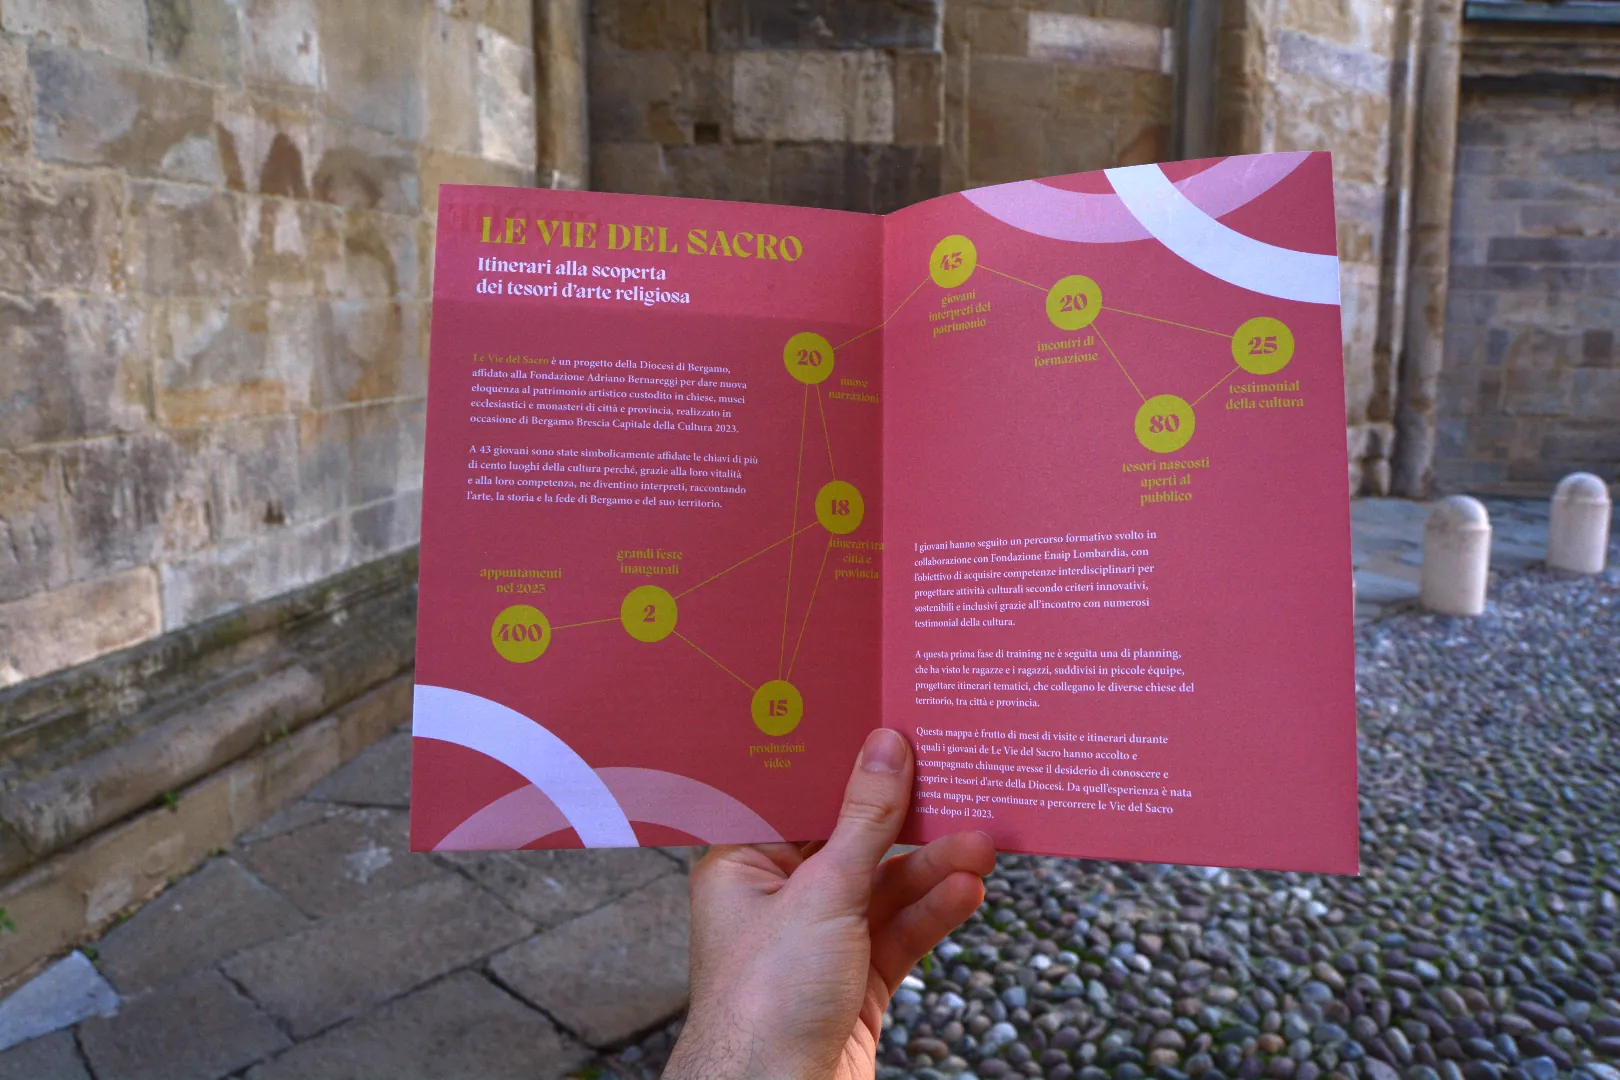 LE VIE DEL SACRO
Itinerari alla scoperta
dei tesori d'arte religiosa
Le Vie del Sacro è un progetto della Diocesi di Bergamo,
affidato alla Fondazione Adriano Bernareggi per dare nuova
eloquenza al patrimonio artistico custodito in chiese, musei
ecclesiastici e monasteri di città e provincia, realizzato in
occasione di Bergamo Brescia Capitale della Cultura 2023.
A 43 giovani sono state simbolicamente affidate le chiavi di più
di cento luoghi della cultura perché, grazie alla loro vitalità
e alla loro competenza, ne diventino interpreti, raccontando
l'arte, la storia e la fede di Bergamo e del suo territorio.
appuntamenti
nel 2023
400
grandi feste
inaugurali
2
15
produzioni
video
20
nuove
narrazioni
18
itinerari tra
città e
provincia
43
giovani
interpreti del
patrimonio
20
incontri di
formazione
25
testimonial
della cultura
80
tesori nascosti
aperti al
pubblico
I giovani hanno seguito un percorso formativo svolto in
collaborazione con Fondazione Enaip Lombardia, con
l'obiettivo di acquisire competenze interdisciplinari per
progettare attività culturali secondo criteri innovativi,
sostenibili e inclusivi grazie all'incontro con numerosi
testimonial della cultura.
A questa prima fase di training ne è seguita una di planning,
che ha visto le ragazze e i ragazzi, suddivisi in piccole équipe,
progettare itinerari tematici, che collegano le diverse chiese del
territorio, tra città e provincia.
Questa mappa è frutto di mesi di visite e itinerari durante
i quali i giovani de Le Vie del Sacro hanno accolto e
accompagnato chiunque avesse il desiderio di conoscere e
scoprire i tesori d'arte della Diocesi. Da quell'esperienza è nata
questa mappa, per continuare a percorrere le Vie del Sacro
anche dopo il 2023.